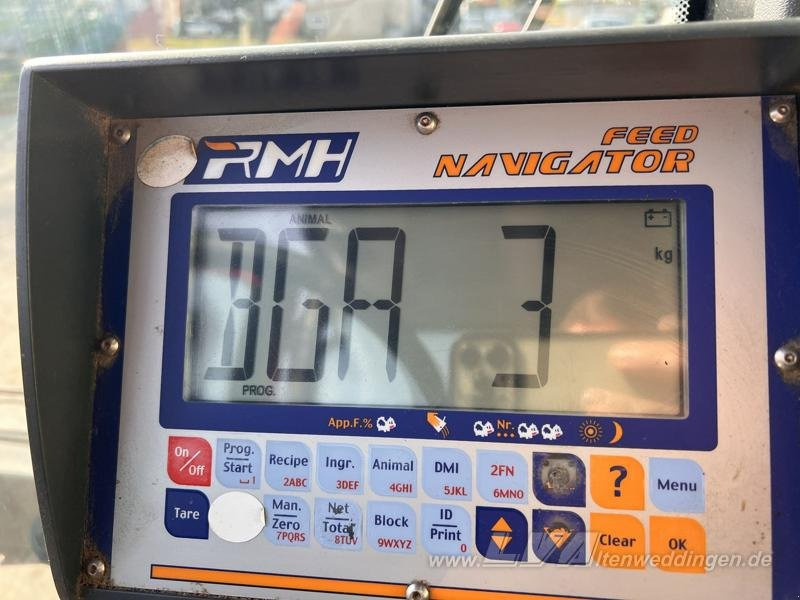 RMH
FEED
NAVIGATOR
ANIMAL
kg
BGA 3
PROG.
App.F.% Nr.
On/Off
Prog. Start 1
Recipe 2ABC
Ingr. 3DEF
Animal 4GHI
DMI 5JKL
2FN 6MNO
?
Menu
Tare
Man. Zero 7PQRS
Net Total 8TUV
Block 9WXYZ
ID Print 0
Clear
OK
© www.LVAltenweddingen.de